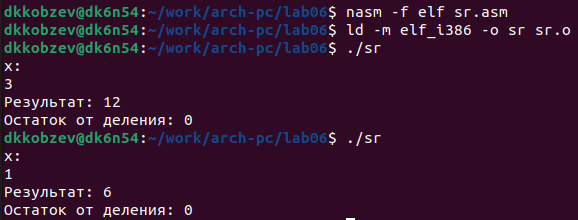 dkkobzev@dk6n54:~/work/arch-pc/lab06$ nasm -f elf sr.asm
dkkobzev@dk6n54:~/work/arch-pc/lab06$ ld -m elf_i386 -o sr sr.o
dkkobzev@dk6n54:~/work/arch-pc/lab06$ ./sr
x:
3
Результат: 12
Остаток от деления: 0
dkkobzev@dk6n54:~/work/arch-pc/lab06$ ./sr
x:
1
Результат: 6
Остаток от деления: 0